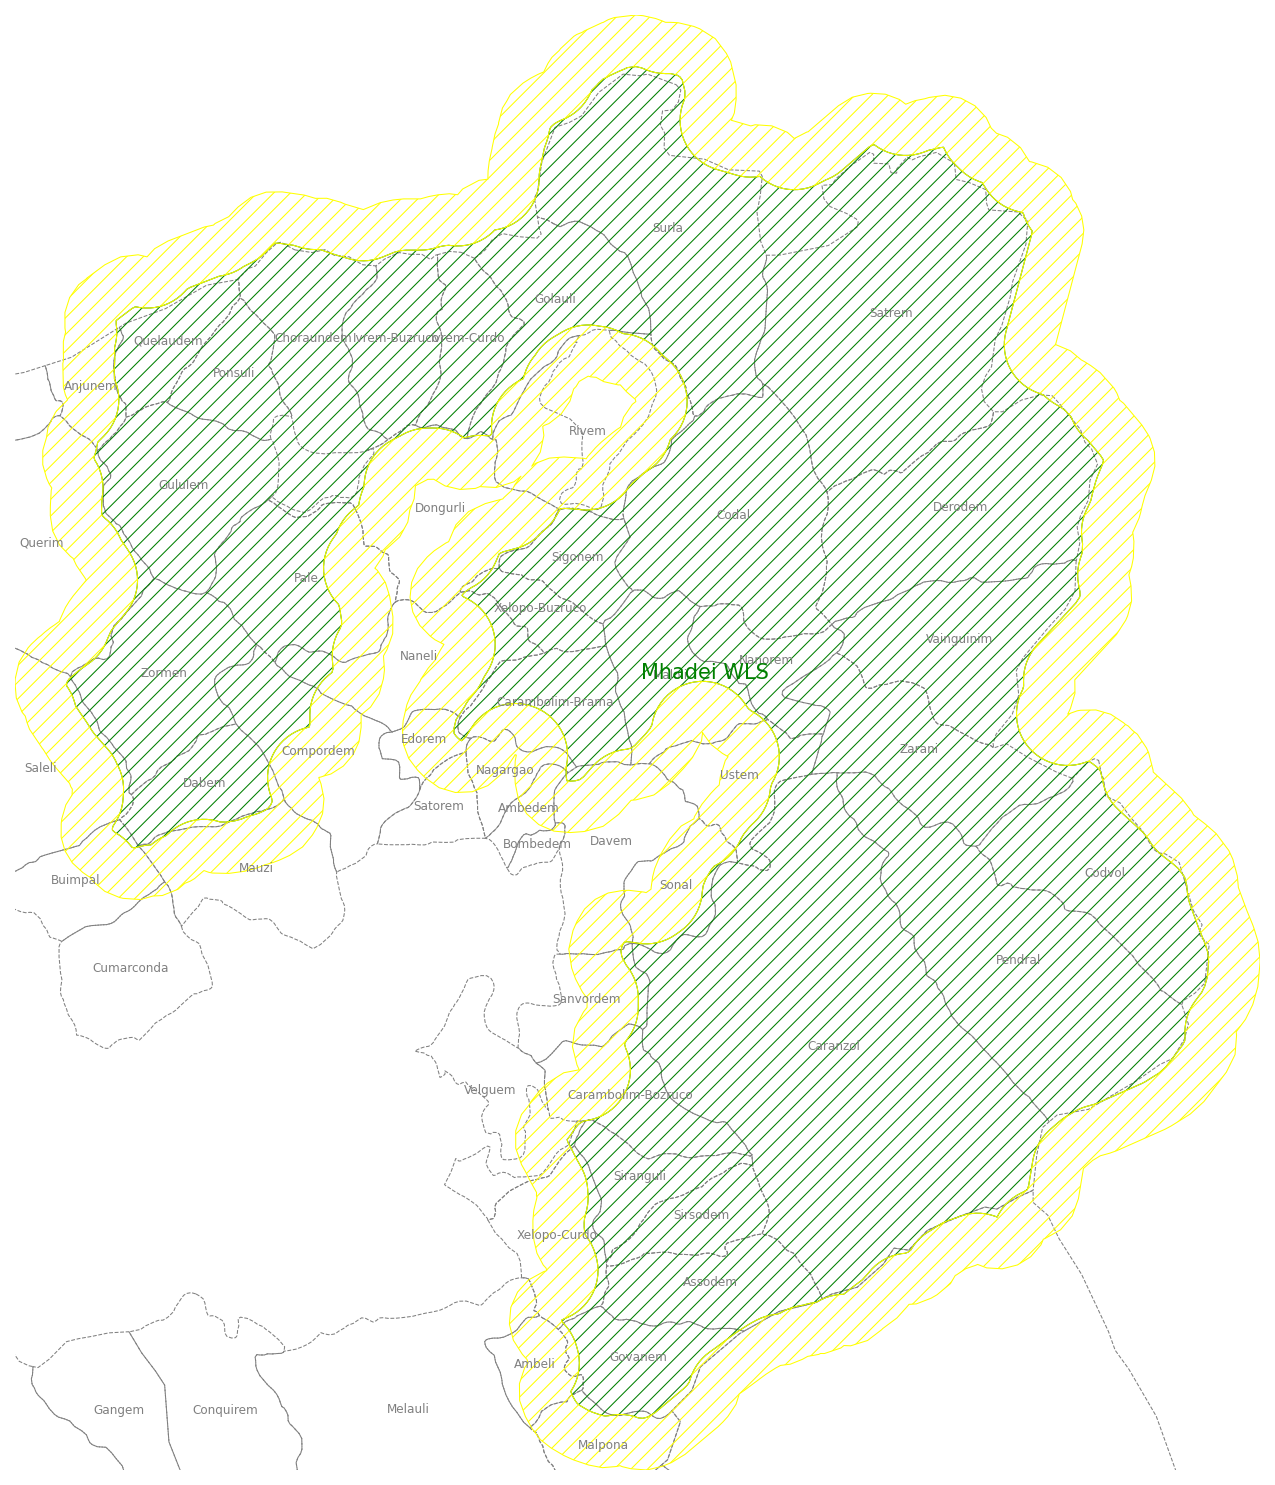 Surla
Golauli
Satrem
Quelaudem
Choraundem
Ivrem-Buzruco
Ivrem-Curdo
Ponsuli
Anjunem
Rivem
Gululem
Dongurli
Codal
Derodem
Querim
Sigonem
Pale
Xelopo-Buzruco
Vainguinim
Naneli
Nanorem
Zormen
Mhadei WLS
Carambolim-Brama
Edorem
Compordem
Zarani
Saleli
Nagargao
Ustem
Dabem
Satorem
Ambedem
Bombedem
Davem
Mauzi
Buimpal
Sonal
Codvol
Cumarconda
Pendral
Sanvordem
Caranzol
Velguem
Carambolim-Bozruco
Siranguli
Sirsodem
Xelopo-Curdo
Assodem
Govanem
Ambeli
Gangem
Conquirem
Melauli
Malpona